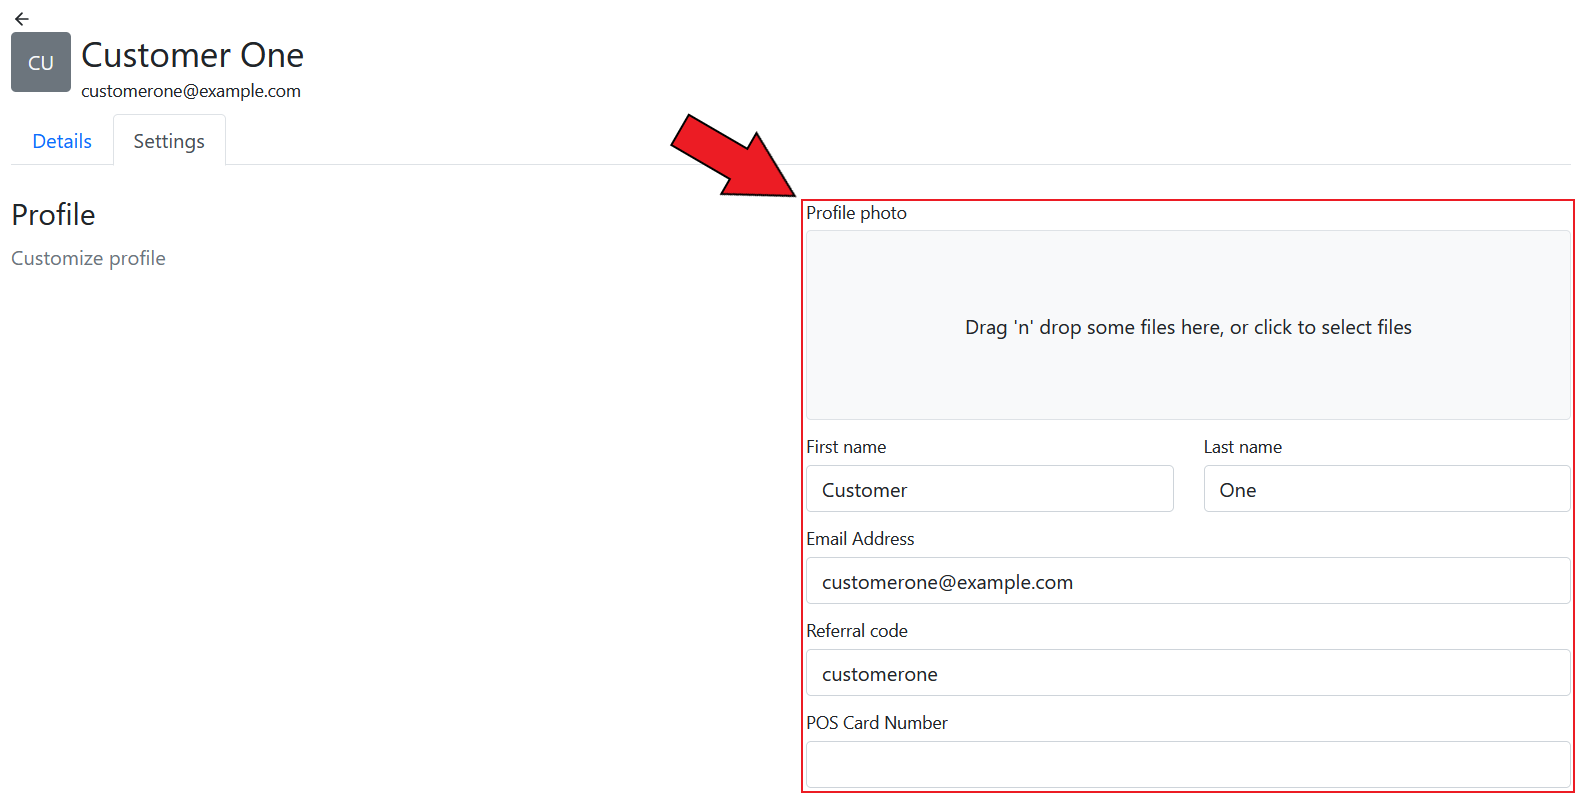 CU
Customer One
customerone@example.com
Details
Settings
Profile
Customize profile
Profile photo
Drag 'n' drop some files here, or click to select files
First name
Last name
Customer
One
Email Address
customerone@example.com
Referral code
customerone
POS Card Number